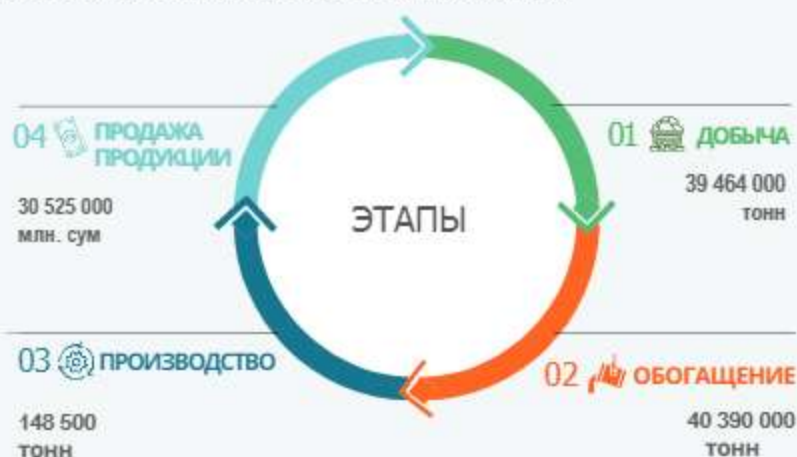 01 ДОБЫЧА
39 464 000
тонн
02 ОБОГАЩЕНИЕ
40 390 000
тонн
03 ПРОИЗВОДСТВО
148 500
тонн
04 ПРОДАЖА
ПРОДУКЦИИ
30 525 000
млн. сум
ЭТАПЫ